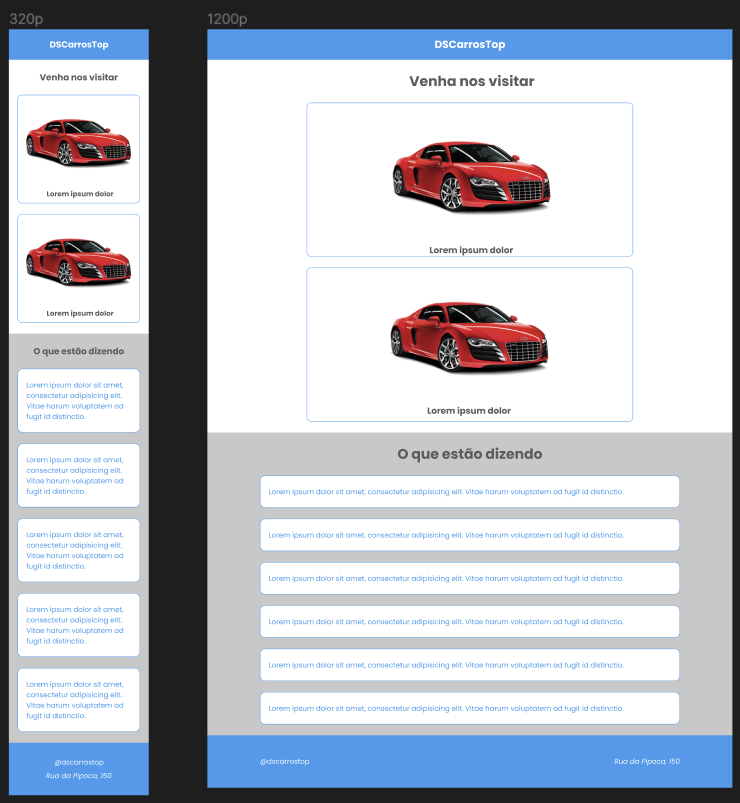 320p
DSCarrosTop
Venha nos visitar
Lorem ipsum dolor
Lorem ipsum dolor
O que estão dizendo
Lorem ipsum dolor sit amet,
consectetur adipisicing elit.
Vitae harum voluptatem ad
fugit id distinctio.
Lorem ipsum dolor sit amet,
consectetur adipisicing elit.
Vitae harum voluptatem ad
fugit id distinctio.
Lorem ipsum dolor sit amet,
consectetur adipisicing elit.
Vitae harum voluptatem ad
fugit id distinctio.
Lorem ipsum dolor sit amet,
consectetur adipisicing elit.
Vitae harum voluptatem ad
fugit id distinctio.
Lorem ipsum dolor sit amet,
consectetur adipisicing elit.
Vitae harum voluptatem ad
fugit id distinctio.
@dscarrostop
Rua da Pipoca, 150
1200p
DSCarrosTop
Venha nos visitar
Lorem ipsum dolor
Lorem ipsum dolor
O que estão dizendo
Lorem ipsum dolor sit amet, consectetur adipisicing elit. Vitae harum voluptatem ad fugit id distinctio.
Lorem ipsum dolor sit amet, consectetur adipisicing elit. Vitae harum voluptatem ad fugit id distinctio.
Lorem ipsum dolor sit amet, consectetur adipisicing elit. Vitae harum voluptatem ad fugit id distinctio.
Lorem ipsum dolor sit amet, consectetur adipisicing elit. Vitae harum voluptatem ad fugit id distinctio.
Lorem ipsum dolor sit amet, consectetur adipisicing elit. Vitae harum voluptatem ad fugit id distinctio.
Lorem ipsum dolor sit amet, consectetur adipisicing elit. Vitae harum voluptatem ad fugit id distinctio.
@dscarrostop
Rua da Pipoca, 150